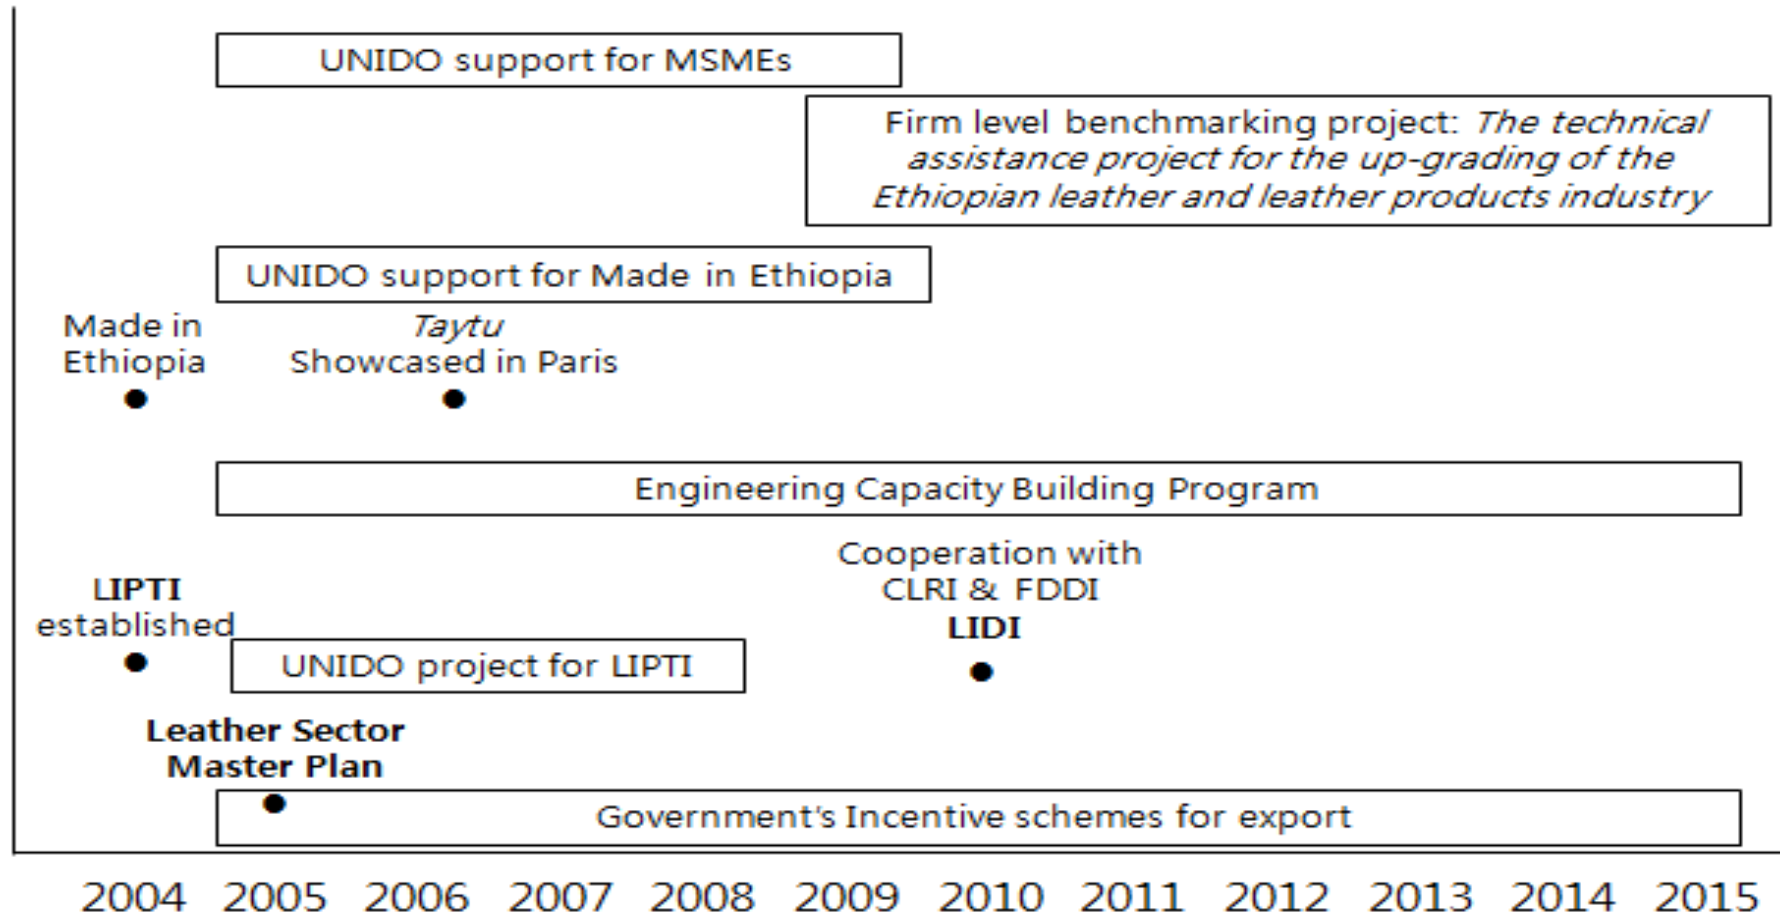 UNIDO support for MSMEs
Firm level benchmarking project: The technical
assistance project for the up-grading of the
Ethiopian leather and leather products industry
UNIDO support for Made in Ethiopia
Made in
Ethiopia
Taytu
Showcased in Paris
Engineering Capacity Building Program
Cooperation with
CLRI & FDDI
LIDI
LIPTI
established
UNIDO project for LIPTI
Leather Sector
Master Plan
Government's Incentive schemes for export
2004 2005 2006 2007 2008 2009 2010 2011 2012 2013 2014 2015